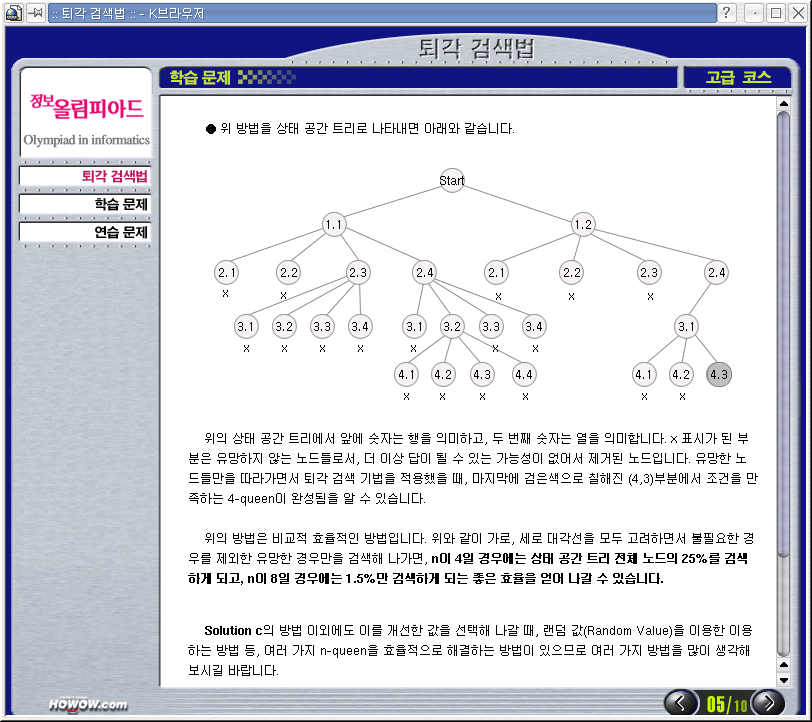 :: 퇴각 검색법 :: - K브라우저
퇴각 검색법
학습 문제
고급 코스
정보올림피아드
Olympiad in informatics
퇴각 검색법
학습 문제
연습 문제
● 위 방법을 상태 공간 트리로 나타내면 아래와 같습니다.
Start
1.1 1.2
2.1 2.2 2.3 2.4 2.1 2.2 2.3 2.4
x x x x x
3.1 3.2 3.3 3.4 3.1 3.2 3.3 3.4 3.1
x x x x x x x
4.1 4.2 4.3 4.4 4.1 4.2 4.3
x x x x x x
위의 상태 공간 트리에서 앞에 숫자는 행을 의미하고, 두 번째 숫자는 열을 의미합니다. x 표시가 된 부
분은 유망하지 않는 노드들로서, 더 이상 답이 될 수 있는 가능성이 없어서 제거된 노드입니다. 유망한 노
드들만을 따라가면서 퇴각 검색 기법을 적용했을 때, 마지막에 검은색으로 칠해진 (4,3)부분에서 조건을 만
족하는 4-queen이 완성됨을 알 수 있습니다.
위의 방법은 비교적 효율적인 방법입니다. 위와 같이 가로, 세로 대각선을 모두 고려하면서 불필요한 경
우를 제외한 유망한 경우만을 검색해 나가면, n이 4일 경우에는 상태 공간 트리 전체 노드의 25%를 검색
하게 되고, n이 8일 경우에는 1.5%만 검색하게 되는 좋은 효율을 얻어 나갈 수 있습니다.
Solution c의 방법 이외에도 이를 개선한 값을 선택해 나갈 때, 랜덤 값(Random Value)을 이용한 이용
하는 방법 등, 여러 가지 n-queen을 효율적으로 해결하는 방법이 있으므로 여러 가지 방법을 많이 생각해
보시길 바랍니다.
HOWOW.com
05/10